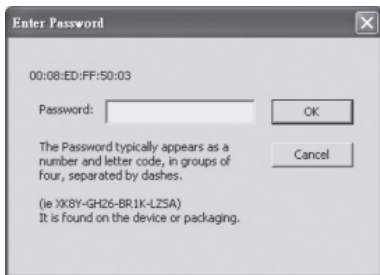 Enter Password
00:08:ED:FF:50:03
Password:
OK
The Password typically appears as a
number and letter code, in groups of
four, separated by dashes.
Cancel
(ie XK8Y-GH26-BR1K-LZSA)
It is found on the device or packaging.